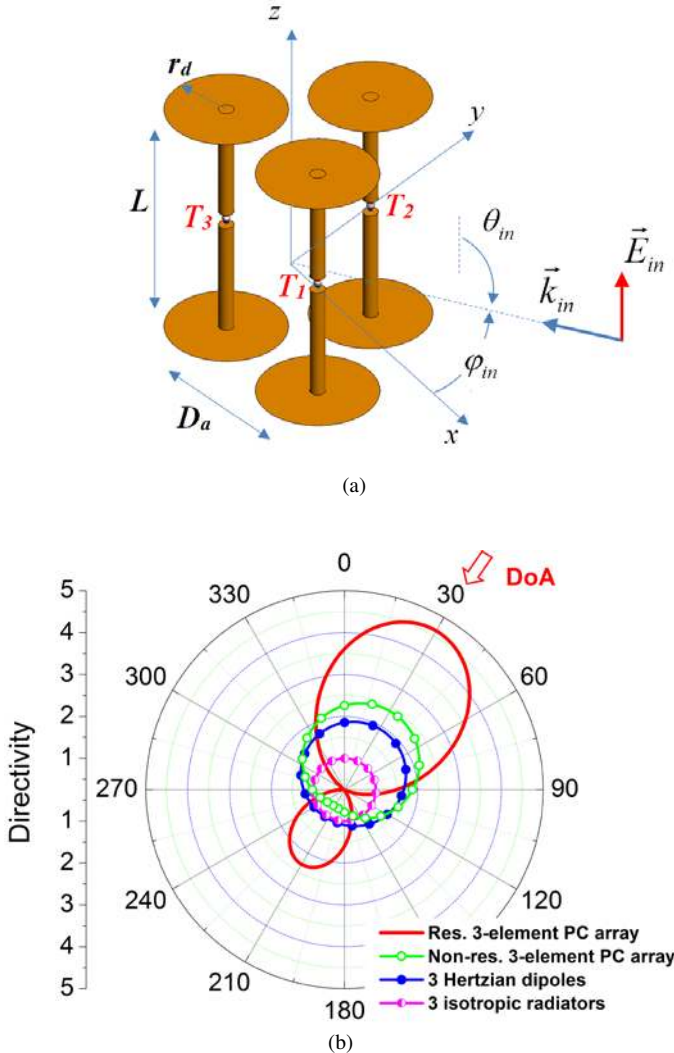 z
r_d
y
L
T_3
T_2
θ_in
E_in
T_1
k_in
φ_in
D_a
x
(a)
DoA
0
330
30
5
4
300
60
3
2
1
270
90
Directivity
1
2
240
120
3
4
210
5
180
Res. 3-element PC array
Non-res. 3-element PC array
3 Hertzian dipoles
3 isotropic radiators
(b)